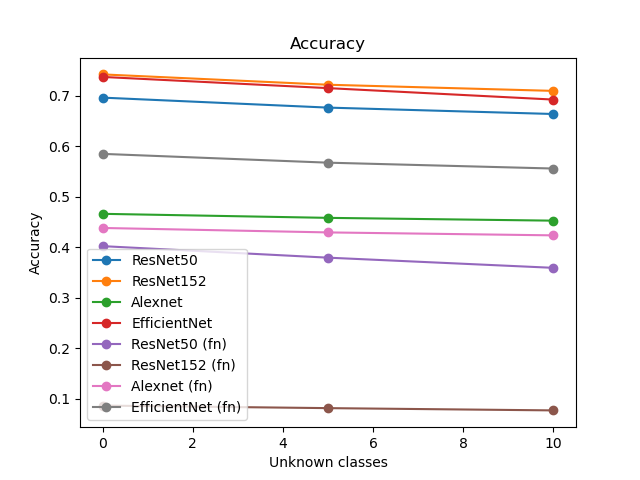 Accuracy
Accuracy
0.7
0.6
0.5
0.4
0.3
0.2
0.1
ResNet50
ResNet152
Alexnet
EfficientNet
ResNet50 (fn)
ResNet152 (fn)
Alexnet (fn)
EfficientNet (fn)
0 2 4 6 8 10
Unknown classes